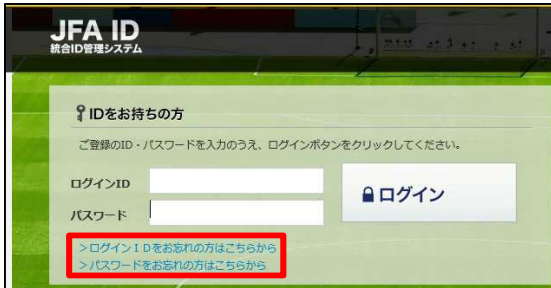 JFA ID
統合ID管理システム
IDをお持ちの方
ご登録のID・パスワードを入力のうえ、ログインボタンをクリックしてください。
ログインID
ログイン
パスワード
>ログインＩＤをお忘れの方はこちらから
>パスワードをお忘れの方はこちらから